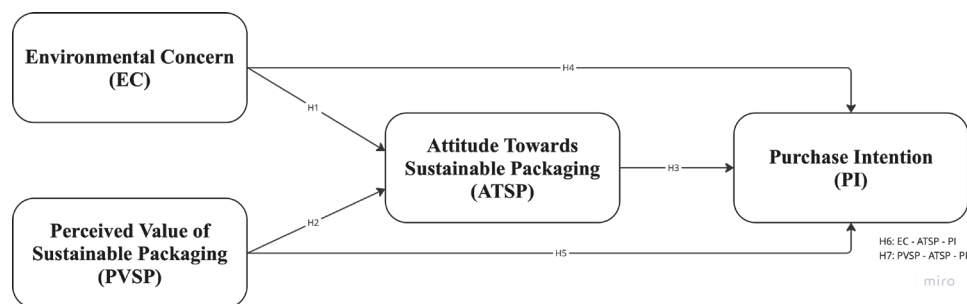 Environmental Concern
(EC)
H4
H1
Attitude Towards
Sustainable Packaging
(ATSP)
H3
Purchase Intention
(PI)
H2
Perceived Value of
Sustainable Packaging
(PVSP)
H5
H6: EC - ATSP - PI
H7: PVSP - ATSP - PI
miro